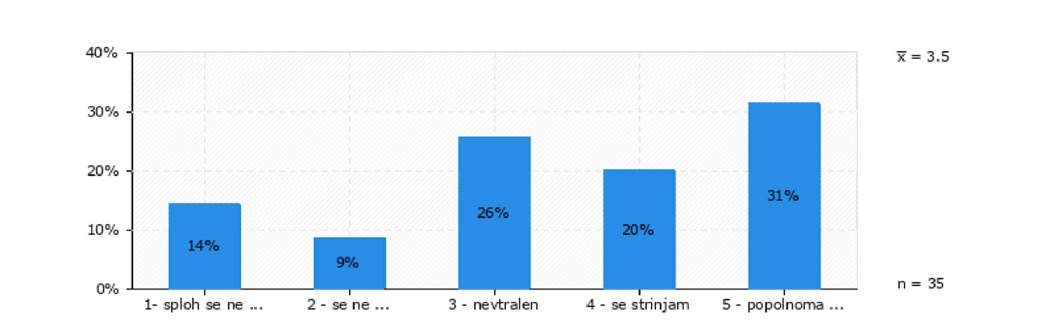 40%
x̅ = 3.5
30%
31%
26%
20%
20%
14%
10%
9%
0%
n = 35
1- sploh se ne ...
2 - se ne ...
3 - nevtralen
4 - se strinjam
5 - popolnoma ...